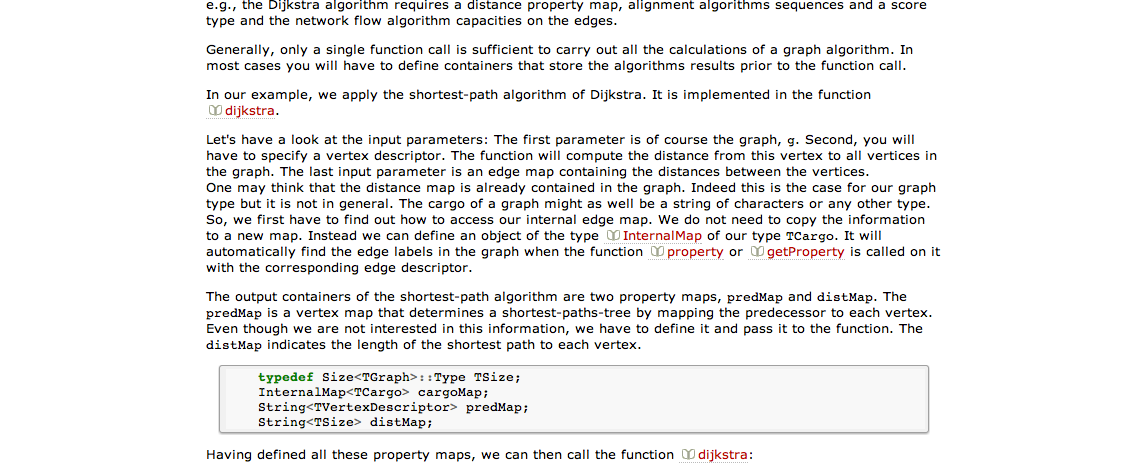 e.g., the Dijkstra algorithm requires a distance property map, alignment algorithms sequences and a score
type and the network flow algorithm capacities on the edges.
Generally, only a single function call is sufficient to carry out all the calculations of a graph algorithm. In
most cases you will have to define containers that store the algorithms results prior to the function call.
In our example, we apply the shortest-path algorithm of Dijkstra. It is implemented in the function
dijkstra.
Let's have a look at the input parameters: The first parameter is of course the graph, g. Second, you will
have to specify a vertex descriptor. The function will compute the distance from this vertex to all vertices in
the graph. The last input parameter is an edge map containing the distances between the vertices.
One may think that the distance map is already contained in the graph. Indeed this is the case for our graph
type but it is not in general. The cargo of a graph might as well be a string of characters or any other type.
So, we first have to find out how to access our internal edge map. We do not need to copy the information
to a new map. Instead we can define an object of the type InternalMap of our type TCargo. It will
automatically find the edge labels in the graph when the function property or getProperty is called on it
with the corresponding edge descriptor.
The output containers of the shortest-path algorithm are two property maps, predMap and distMap. The
predMap is a vertex map that determines a shortest-paths-tree by mapping the predecessor to each vertex.
Even though we are not interested in this information, we have to define it and pass it to the function. The
distMap indicates the length of the shortest path to each vertex.
typedef Size<TGraph>::Type TSize;
InternalMap<TCargo> cargoMap;
String<TVertexDescriptor> predMap;
String<TSize> distMap;
Having defined all these property maps, we can then call the function dijkstra: